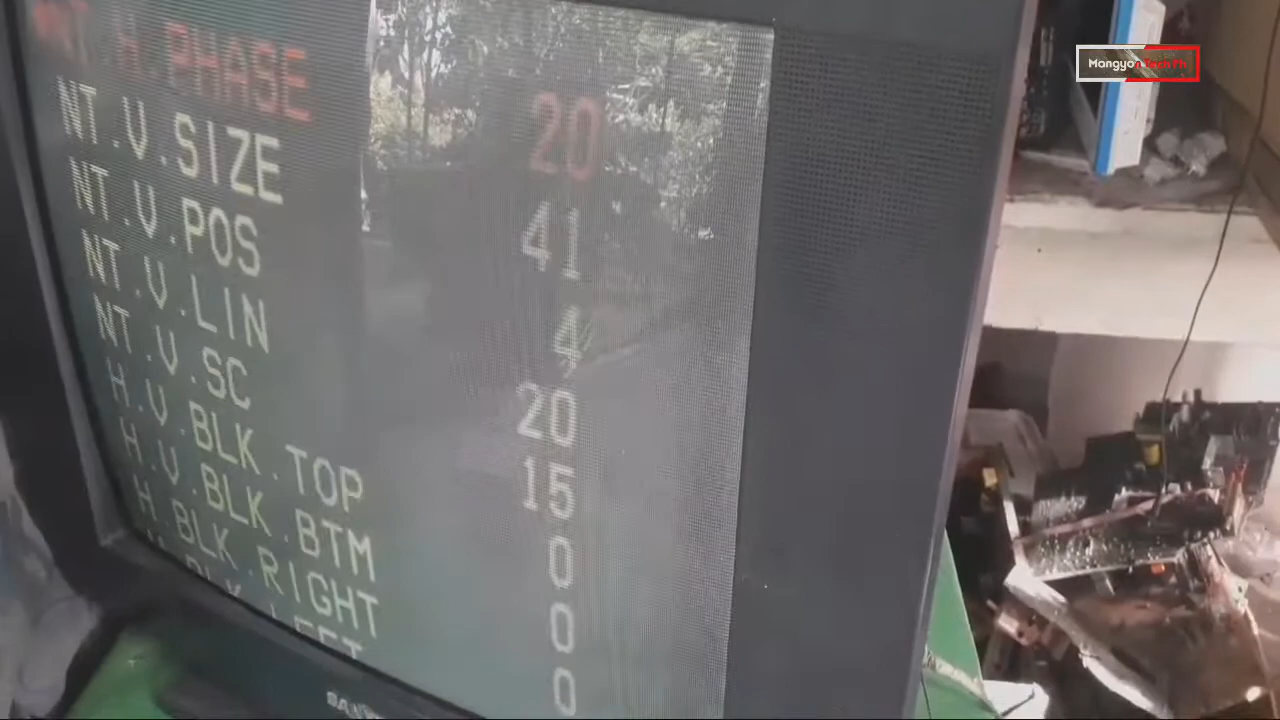 NT.H.PHASE 20
NT.V.SIZE 41
NT.V.POS 4
NT.V.LIN 20
NT.V.SC 15
H.V.BLK.TOP 0
H.V.BLK.BTM 0
H.BLK.RIGHT 0